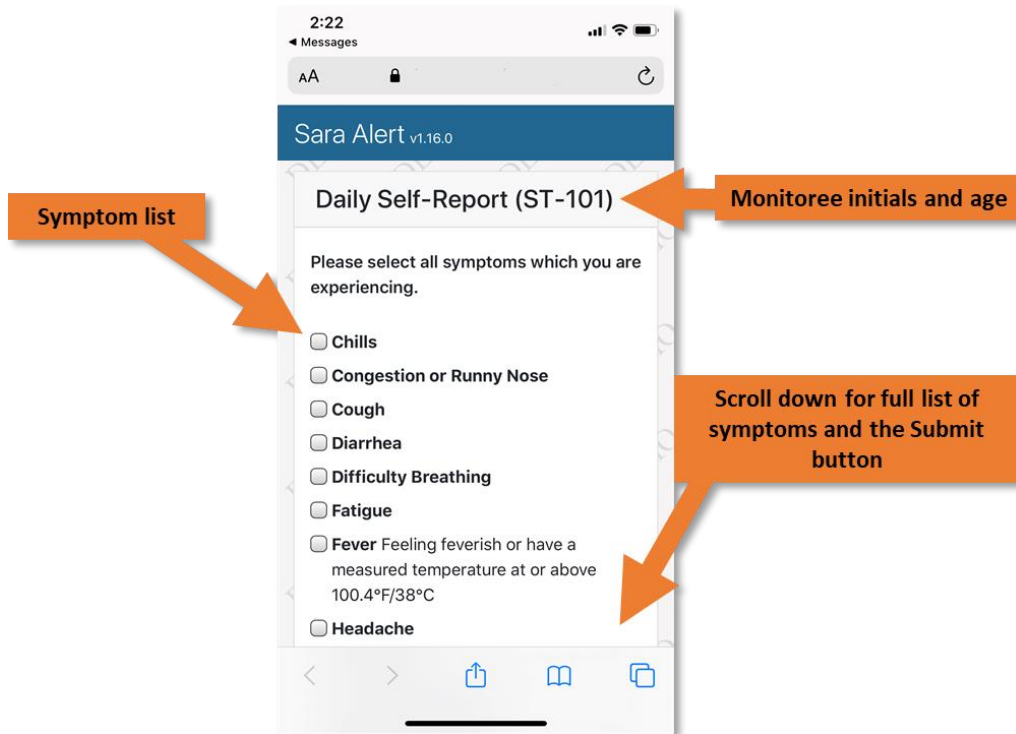 2:22
◀ Messages
AA
Sara Alert v1.16.0
Daily Self-Report (ST-101)
Monitoree initials and age
Symptom list
Please select all symptoms which you are
experiencing.
Chills
Congestion or Runny Nose
Cough
Diarrhea
Difficulty Breathing
Fatigue
Fever Feeling feverish or have a
measured temperature at or above
100.4°F/38°C
Headache
Scroll down for full list of
symptoms and the Submit
button